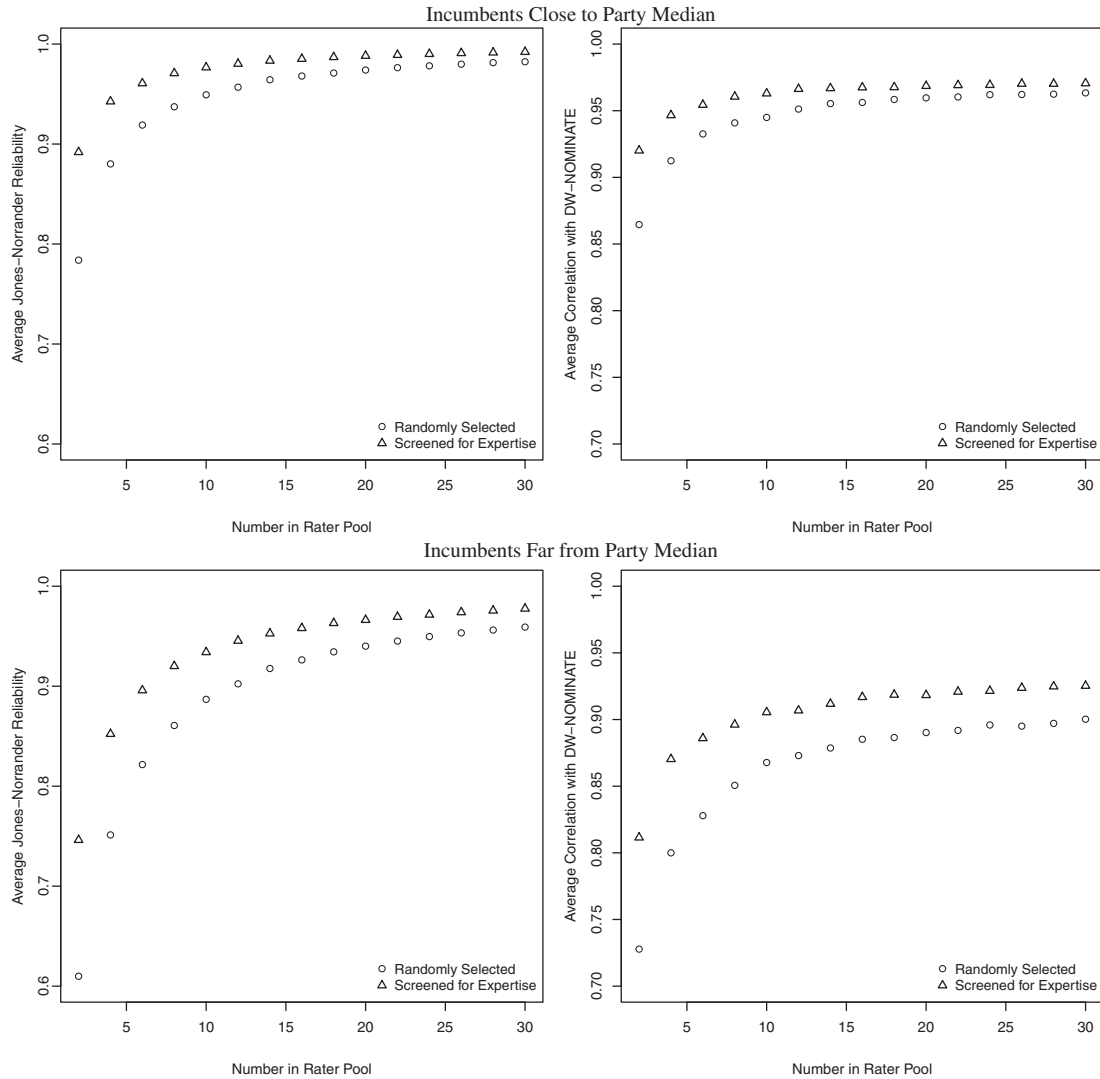 Incumbents Close to Party Median
Average Jones−Norrander Reliability
1.0
0.9
0.8
0.7
0.6
Randomly Selected
Screened for Expertise
5 10 15 20 25 30
Number in Rater Pool
Average Correlation with DW−NOMINATE
1.00
0.95
0.90
0.85
0.80
0.75
0.70
Randomly Selected
Screened for Expertise
5 10 15 20 25 30
Number in Rater Pool
Incumbents Far from Party Median
Average Jones−Norrander Reliability
1.0
0.9
0.8
0.7
0.6
Randomly Selected
Screened for Expertise
5 10 15 20 25 30
Number in Rater Pool
Average Correlation with DW−NOMINATE
1.00
0.95
0.90
0.85
0.80
0.75
0.70
Randomly Selected
Screened for Expertise
5 10 15 20 25 30
Number in Rater Pool